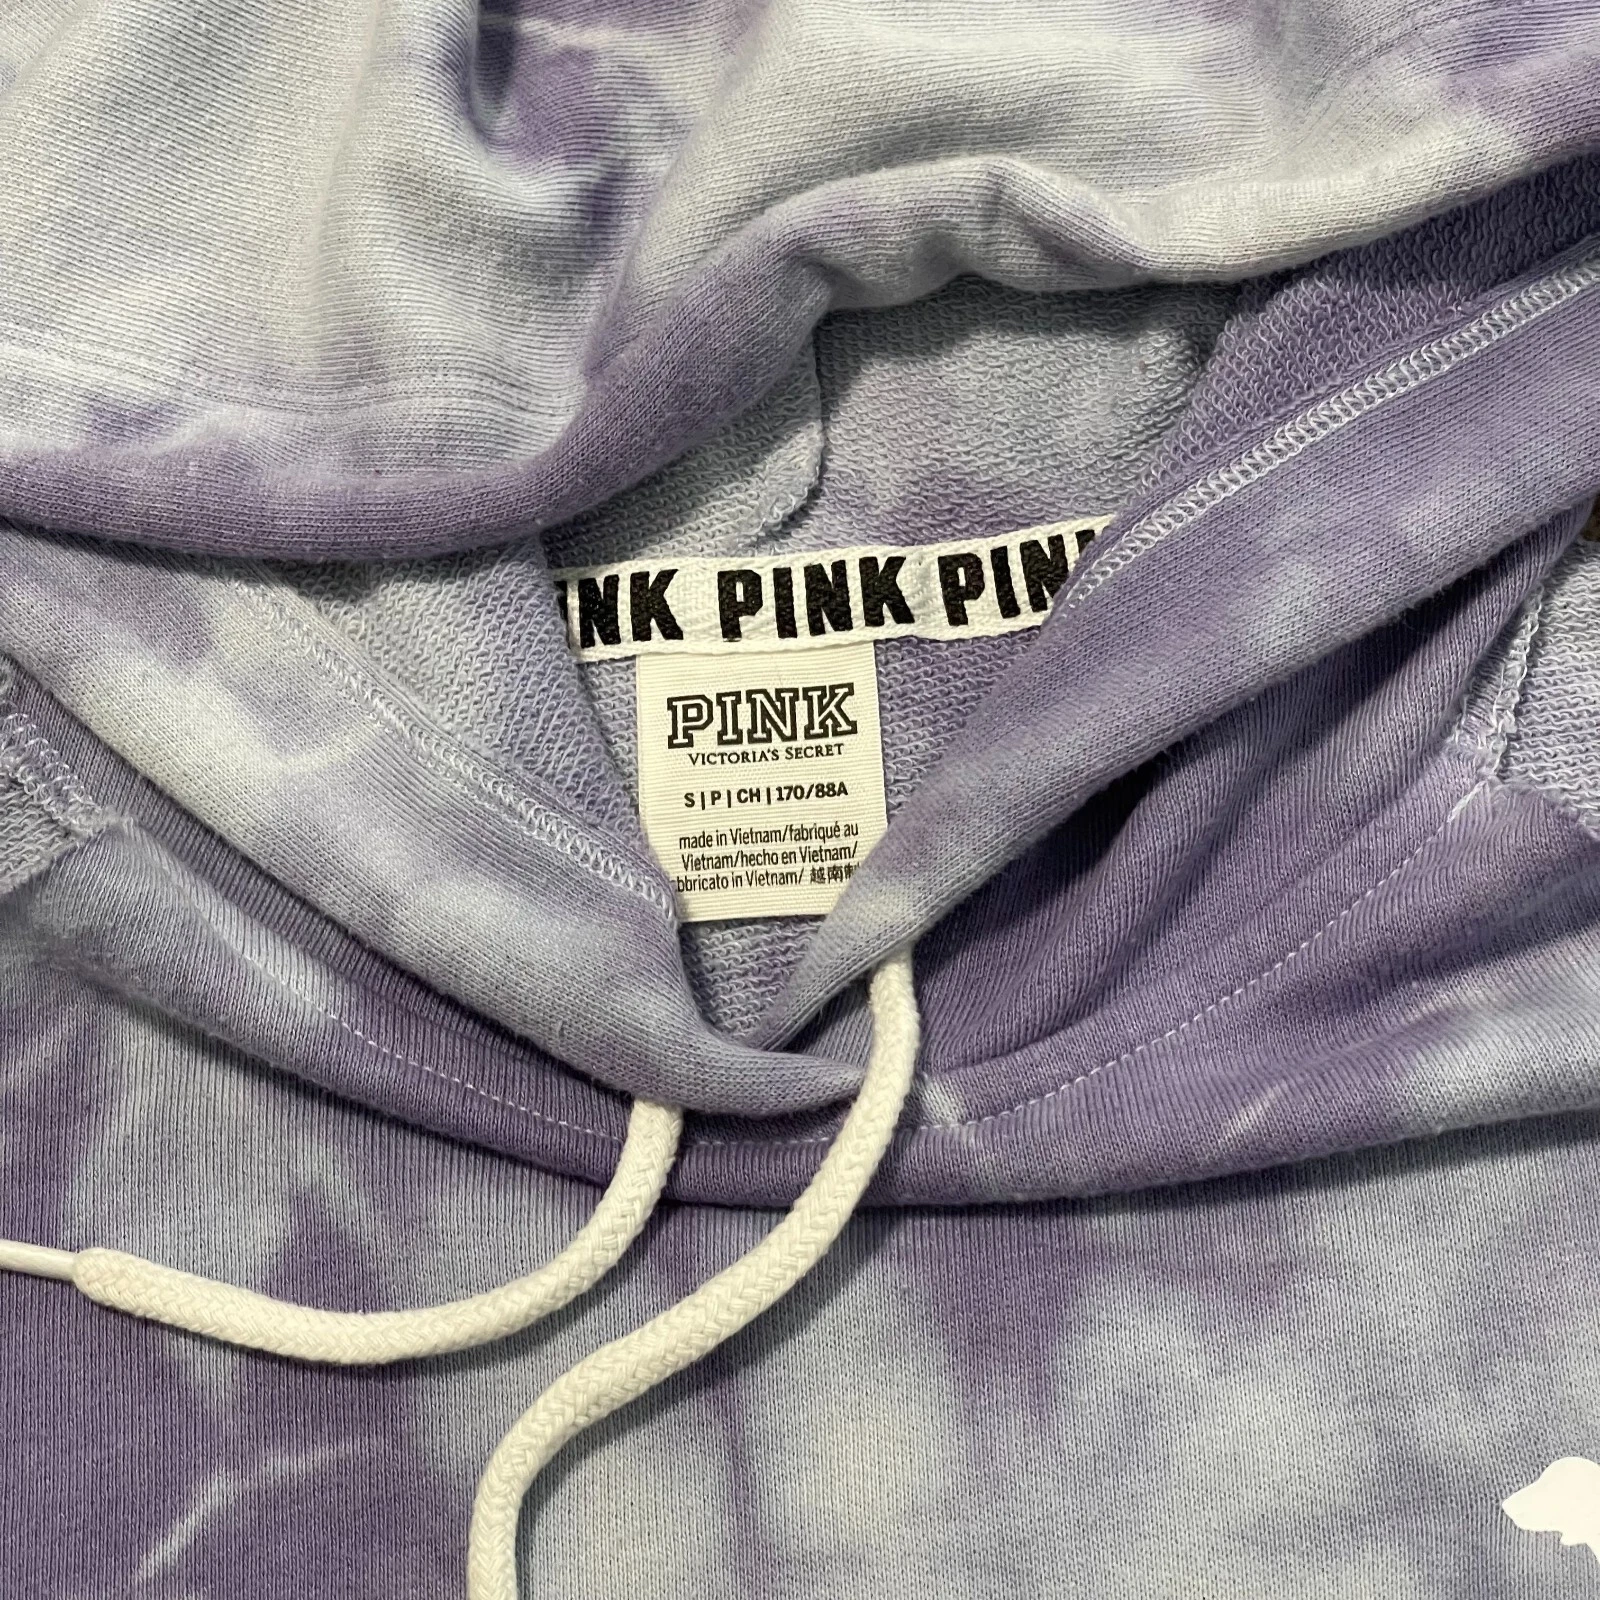 INK PINK PIN
PINK
VICTORIA'S SECRET
S | P | CH | 170/88A
made in Vietnam/fabriqué au
Vietnam/hecho en Vietnam/
bbricato in Vietnam/ 越南制